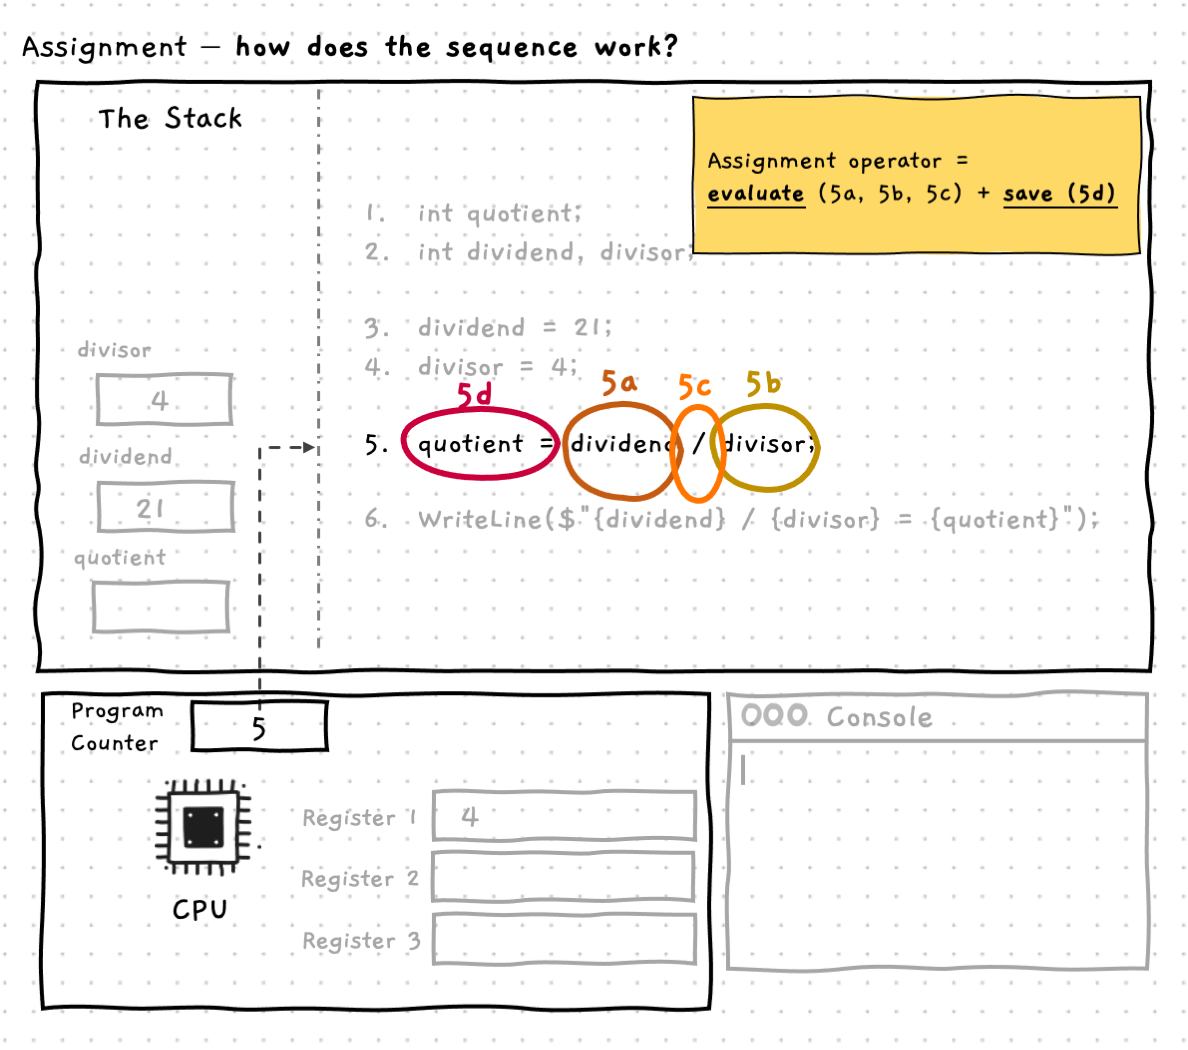 Assignment — how does the sequence work?
The Stack
Assignment operator =
evaluate (5a, 5b, 5c) + save (5d)
1. int quotient;
2. int dividend, divisor;
3. dividend = 21;
4. divisor = 4;
5d 5a 5c 5b
5. quotient = dividend / divisor;
6. WriteLine($"{dividend} / {divisor} = {quotient}");
divisor
4
dividend
21
quotient
Program
Counter
5
CPU
Register 1 4
Register 2
Register 3
Console